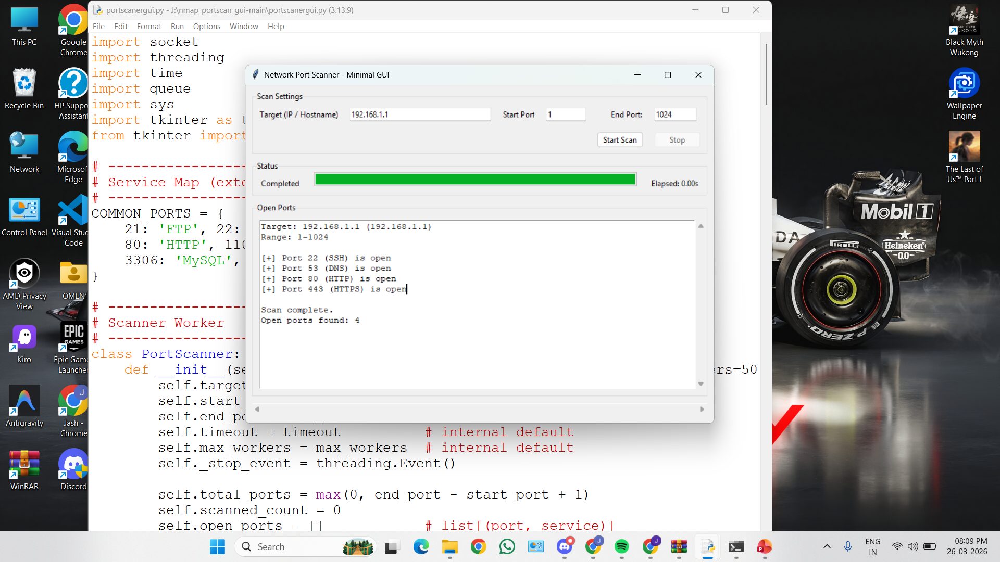 This PC
Google Chrome
Recycle Bin
HP Suppo
Assistant
Network
Microsof
Edge
Control Panel
Visual Stud
Code
AMD Privacy
View
OMEN
Kiro
EPIC
GAMES
Epic Game
Launcher
Antigravity
J
Jash -
Chrome
WinRAR
Discord
portscanergui.py - J:\nmap_portscan_gui-main\portscanergui.py (3.13.9)
File Edit Format Run Options Window Help
import socket
import threading
import time
import queue
import sys
import tkinter as t
from tkinter import
# -----------------
# Service Map (exte
# -----------------
COMMON_PORTS = {
21: 'FTP', 22:
80: 'HTTP', 110
3306: 'MySQL',
}
# -----------------
# Scanner Worker
# -----------------
class PortScanner:
def __init__(se
ers=50
self.target
self.start_
self.end_po
self.timeout = timeout # internal default
self.max_workers = max_workers # internal default
self._stop_event = threading.Event()
self.total_ports = max(0, end_port - start_port + 1)
self.scanned_count = 0
self.open_ports = [] # list[(port, service)]
Network Port Scanner - Minimal GUI
Scan Settings
Target (IP / Hostname) 192.168.1.1 Start Port 1 End Port: 1024
Start Scan Stop
Status
Completed Elapsed: 0.00s
Open Ports
Target: 192.168.1.1 (192.168.1.1)
Range: 1-1024
[+] Port 22 (SSH) is open
[+] Port 53 (DNS) is open
[+] Port 80 (HTTP) is open
[+] Port 443 (HTTPS) is open
Scan complete.
Open ports found: 4
悟空
BLACK MYTH
WUKONG
Black Myth
Wukong
Wallpaper
Engine
The Last of
Us™ Part I
Mobil 1
DA
PIRELLI
Heineken
0.0
P ZERO
Search
J
J
ENG
IN
08:09 PM
26-03-2026